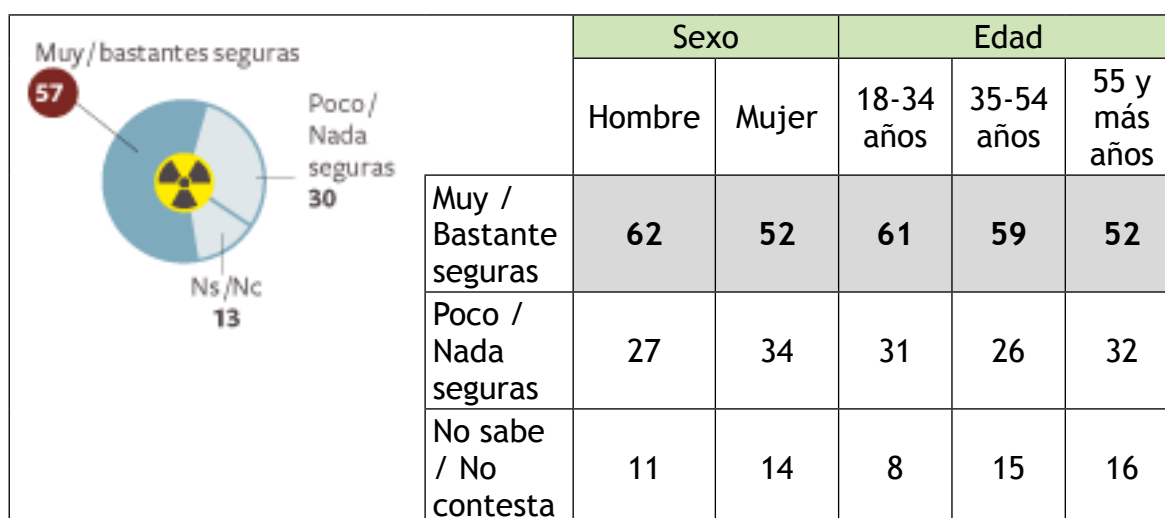 Muy/bastantes seguras
57
Poco/
Nada
seguras
30
Ns/Nc
13
Sexo Edad
Hombre Mujer 18-34 años 35-54 años 55 y más años
Muy / Bastante seguras 62 52 61 59 52
Poco / Nada seguras 27 34 31 26 32
No sabe / No contesta 11 14 8 15 16